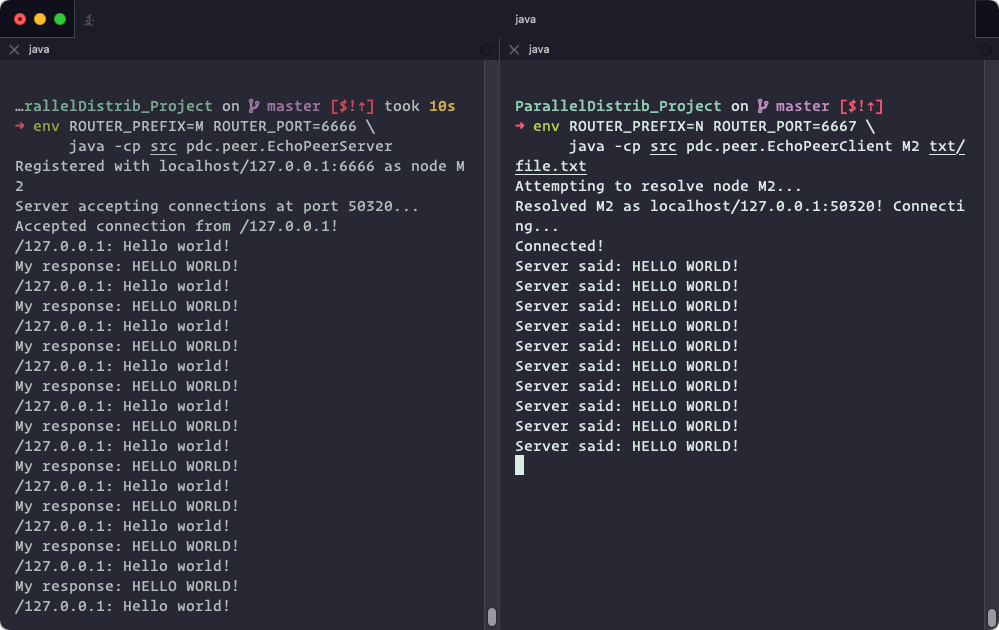 java
java
java
…rallelDistrib_Project on master [$!↑] took 10s
➜ env ROUTER_PREFIX=M ROUTER_PORT=6666 \
java -cp src pdc.peer.EchoPeerServer
Registered with localhost/127.0.0.1:6666 as node M
2
Server accepting connections at port 50320...
Accepted connection from /127.0.0.1!
/127.0.0.1: Hello world!
My response: HELLO WORLD!
/127.0.0.1: Hello world!
My response: HELLO WORLD!
/127.0.0.1: Hello world!
My response: HELLO WORLD!
/127.0.0.1: Hello world!
My response: HELLO WORLD!
/127.0.0.1: Hello world!
My response: HELLO WORLD!
/127.0.0.1: Hello world!
My response: HELLO WORLD!
/127.0.0.1: Hello world!
My response: HELLO WORLD!
/127.0.0.1: Hello world!
My response: HELLO WORLD!
/127.0.0.1: Hello world!
My response: HELLO WORLD!
/127.0.0.1: Hello world!
ParallelDistrib_Project on master [$!↑]
➜ env ROUTER_PREFIX=N ROUTER_PORT=6667 \
java -cp src pdc.peer.EchoPeerClient M2 txt/
file.txt
Attempting to resolve node M2...
Resolved M2 as localhost/127.0.0.1:50320! Connecti
ng...
Connected!
Server said: HELLO WORLD!
Server said: HELLO WORLD!
Server said: HELLO WORLD!
Server said: HELLO WORLD!
Server said: HELLO WORLD!
Server said: HELLO WORLD!
Server said: HELLO WORLD!
Server said: HELLO WORLD!
Server said: HELLO WORLD!
Server said: HELLO WORLD!